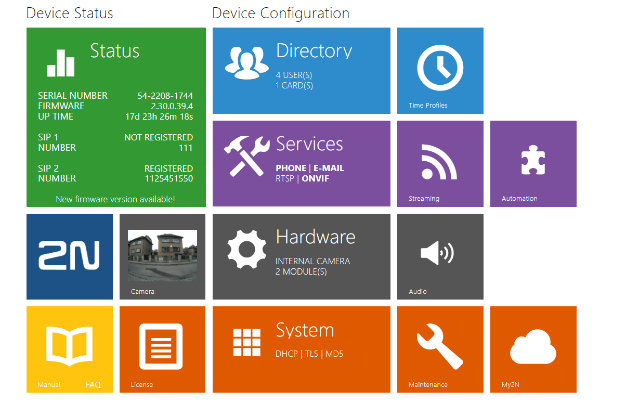 Device Status
Device Configuration
Status
SERIAL NUMBER 54-2208-1744
FIRMWARE 2.30.0.39.4
UP TIME 17d 23h 26m 18s
SIP 1 NOT REGISTERED
NUMBER 111
SIP 2 REGISTERED
NUMBER 1125451550
New firmware version available!
Directory
4 USER(S)
1 CARD(S)
Time Profiles
Services
PHONE | E-MAIL
RTSP | ONVIF
Streaming
Automation
2N
Camera
Hardware
INTERNAL CAMERA
2 MODULE(S)
Audio
Manual FAQ
License
System
DHCP | TLS | MD5
Maintenance
My2N